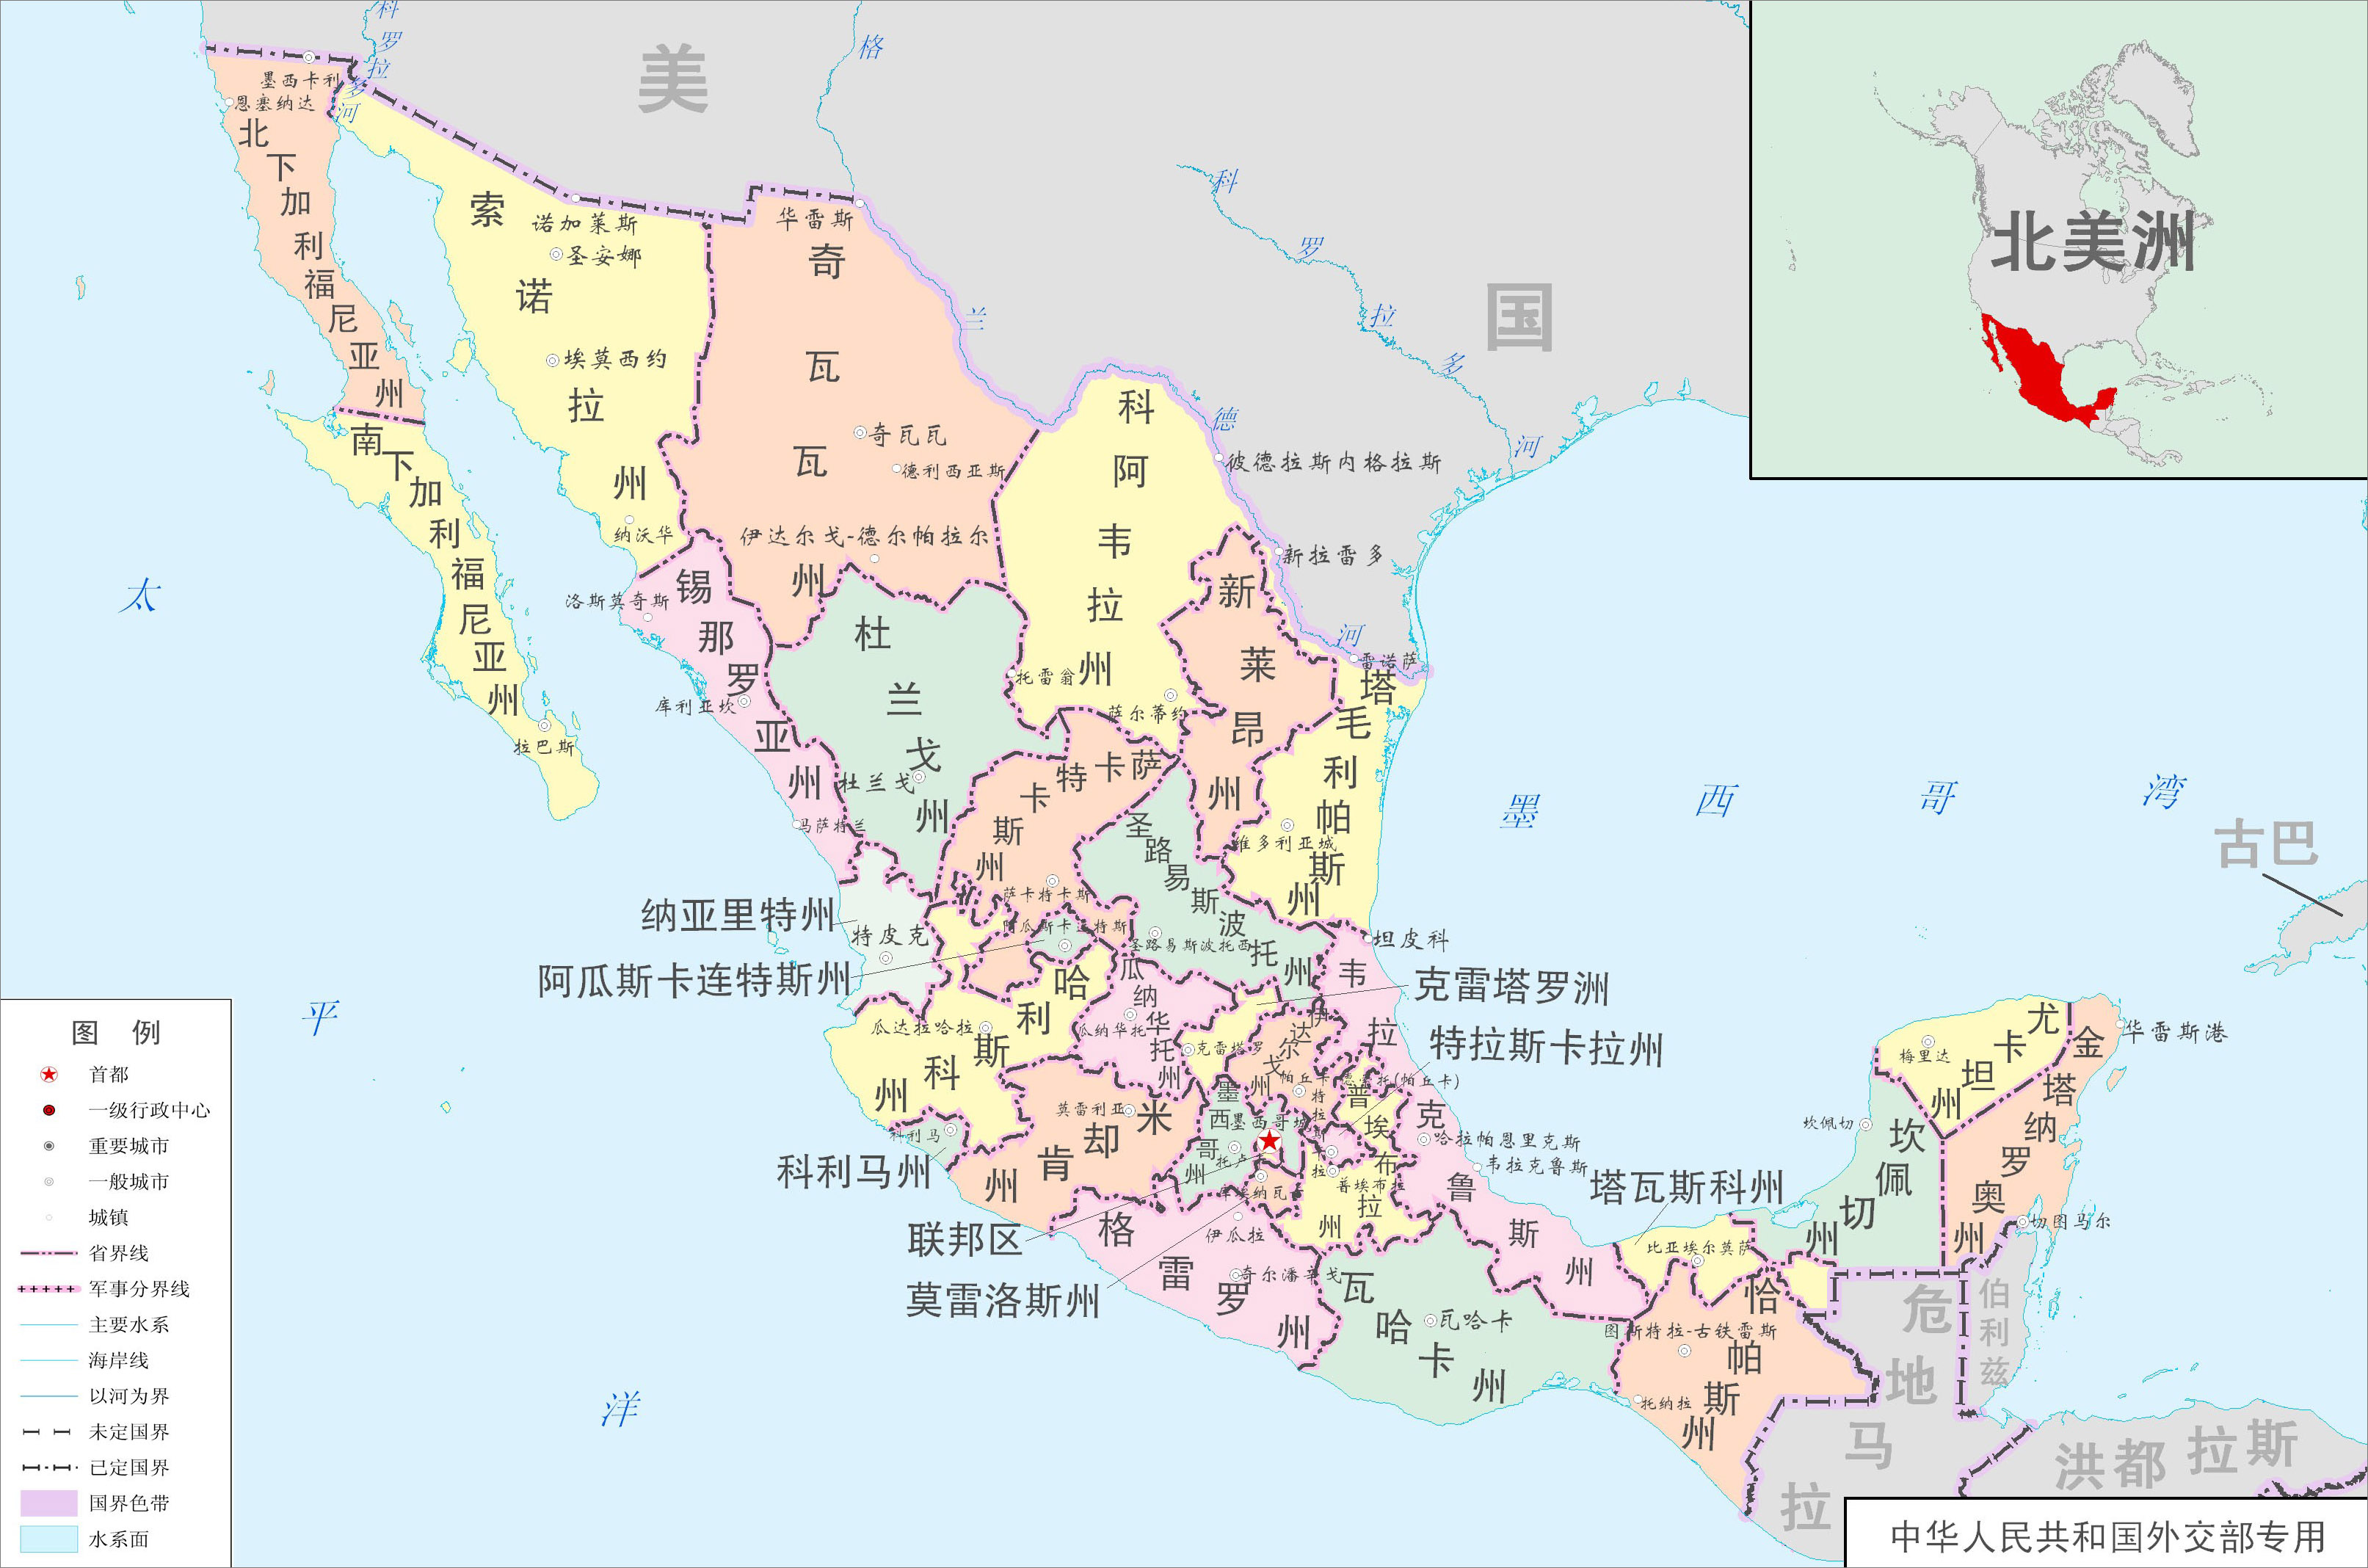 美国
北美洲
科罗拉多河
格兰德河
科罗拉多河
墨西卡利
恩塞纳达
北下加利福尼亚州
南下加利福尼亚州
拉巴斯
索诺拉州
诺加莱斯
圣安娜
埃莫西约
纳沃华
华雷斯
奇瓦瓦州
奇瓦瓦
德利西亚斯
伊达尔戈-德尔帕拉尔
科阿韦拉州
彼德拉斯内格拉斯
托雷翁
萨尔蒂约
新拉雷多
新莱昂州
雷诺萨
塔毛利帕斯州
维多利亚城
锡那罗亚州
洛斯莫奇斯
库利亚坎
马萨特兰
杜兰戈州
杜兰戈
萨卡特卡斯州
萨卡特卡斯
圣路易斯波托西
州
纳亚里特州
特皮克
阿瓜斯卡连特斯州
阿瓜斯卡连特斯
哈利斯科州
瓜达拉哈拉
瓜纳华托州
瓜纳华托
克雷塔罗洲
克雷塔罗
伊达尔戈州
帕丘卡德索托(帕丘卡)
特拉斯卡拉州
特拉斯卡拉
坦皮科
韦拉克鲁斯州
哈拉帕恩里克斯
韦拉克鲁斯
科利马州
科利马
米却肯州
莫雷利亚
墨西哥州
墨西哥城
托卢卡
联邦区
莫雷洛斯州
库埃纳瓦卡
普埃布拉州
普埃布拉
格雷罗州
伊瓜拉
奇尔潘辛戈
瓦哈卡州
瓦哈卡
塔瓦斯科州
比亚埃尔莫萨
恰帕斯州
图斯特拉-古铁雷斯
托纳拉
坎佩切州
坎佩切
尤卡坦州
梅里达
金塔纳罗奥州
华雷斯港
切图马尔
太平洋
墨西哥湾
古巴
危地马拉
伯利兹
洪都拉斯
图 例
首都
一级行政中心
重要城市
一般城市
城镇
省界线
军事分界线
主要水系
海岸线
以河为界
未定国界
已定国界
国界色带
水系面
中华人民共和国外交部专用